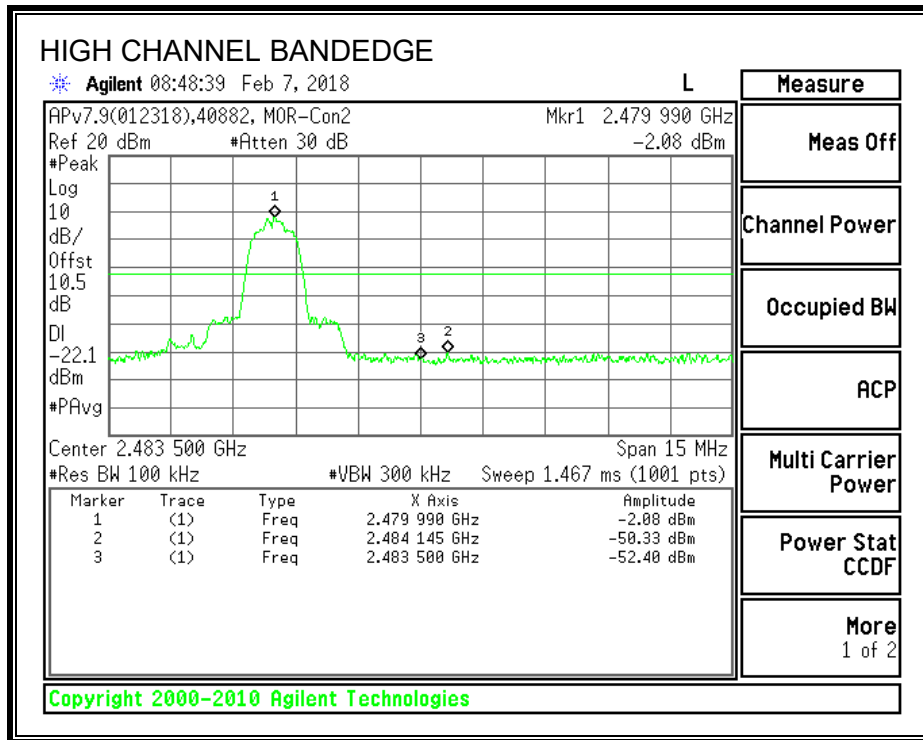 HIGH CHANNEL BANDEDGE
Agilent 08:48:39 Feb 7, 2018 L
APv7.9(012318),40882, MOR-Con2 Mkr1 2.479 990 GHz
Ref 20 dBm #Atten 30 dB -2.08 dBm
#Peak
Log
10
dB/
Offst
10.5
dB
DI
-22.1
dBm
#PAvg
1
3 2
Center 2.483 500 GHz Span 15 MHz
#Res BW 100 kHz #VBW 300 kHz Sweep 1.467 ms (1001 pts)
Marker Trace Type X Axis Amplitude
1 (1) Freq 2.479 990 GHz -2.08 dBm
2 (1) Freq 2.484 145 GHz -50.33 dBm
3 (1) Freq 2.483 500 GHz -52.40 dBm
Measure
Meas Off
Channel Power
Occupied BW
ACP
Multi Carrier
Power
Power Stat
CCDF
More
1 of 2
Copyright 2000-2010 Agilent Technologies